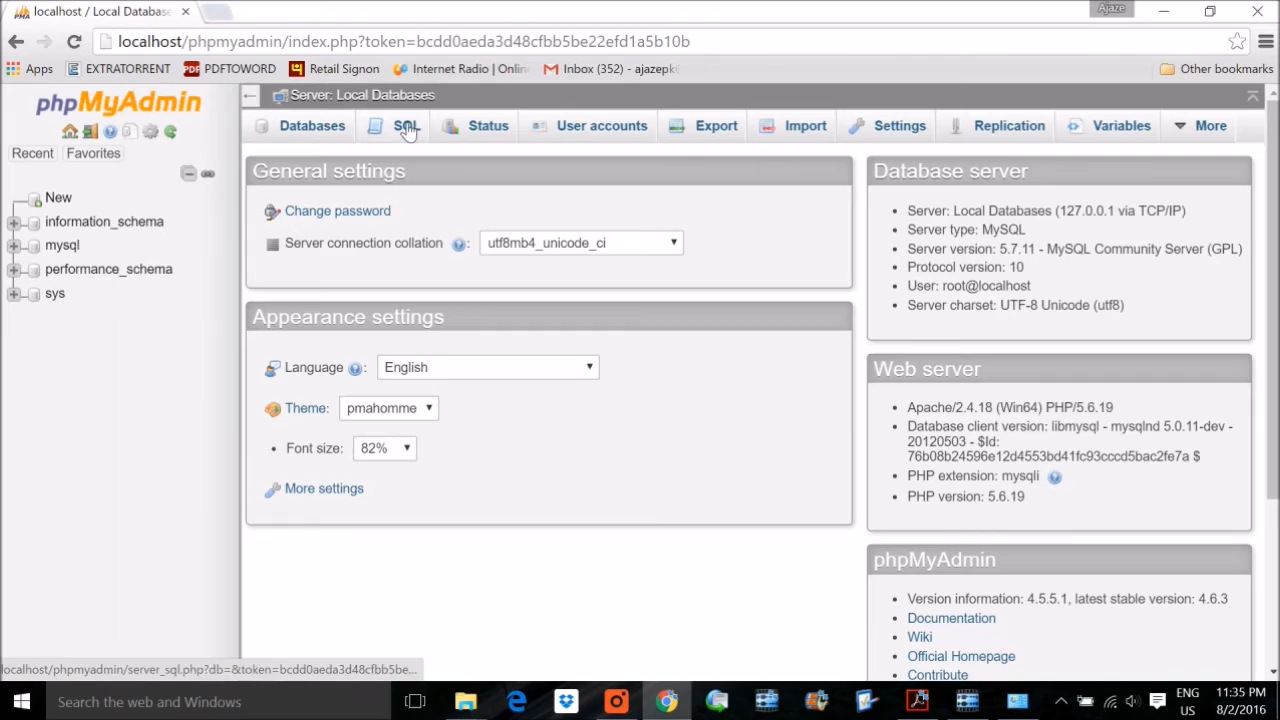 localhost / Local Databas
Ajaze
localhost/phpmyadmin/index.php?token=bcdd0aeda3d48cfbb5be22efd1a5b10b
Apps
EXTRATORRENT
PDFTOWORD
Retail Signon
Internet Radio | Onlin
Inbox (352) - ajazepk
Other bookmarks
phpMyAdmin
Recent
Favorites
New
information_schema
mysql
performance_schema
sys
Server: Local Databases
Databases
SQL
Status
User accounts
Export
Import
Settings
Replication
Variables
More
General settings
Change password
Server connection collation
:
utf8mb4_unicode_ci
Appearance settings
Language
:
English
Theme:
pmahomme
• Font size:
82%
More settings
Database server
• Server: Local Databases (127.0.0.1 via TCP/IP)
• Server type: MySQL
• Server version: 5.7.11 - MySQL Community Server (GPL)
• Protocol version: 10
• User: root@localhost
• Server charset: UTF-8 Unicode (utf8)
Web server
• Apache/2.4.18 (Win64) PHP/5.6.19
• Database client version: libmysql - mysqlnd 5.0.11-dev -
20120503 - $Id:
76b08b24596e12d4553bd41fc93cccd5bac2fe7a $
• PHP extension: mysqli
• PHP version: 5.6.19
phpMyAdmin
• Version information: 4.5.5.1, latest stable version: 4.6.3
• Documentation
• Wiki
• Official Homepage
• Contribute
localhost/phpmyadmin/server_sql.php?db=&token=bcdd0aeda3d48cfbb5be...
Search the web and Windows
ENG
US
11:35 PM
8/2/2016